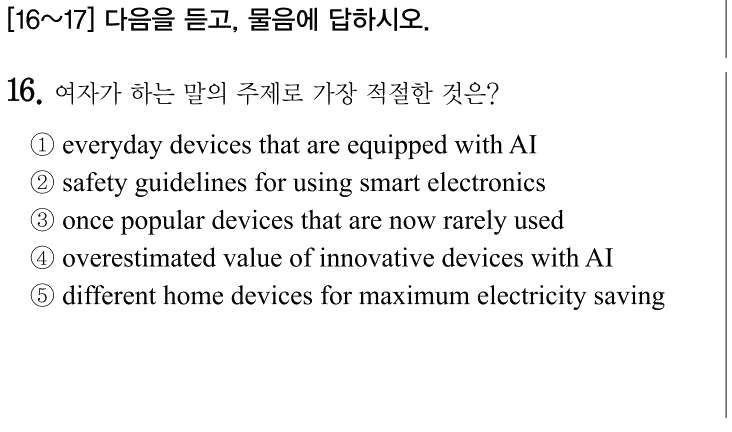 [16～17] 다음을 듣고, 물음에 답하시오.
16. 여자가 하는 말의 주제로 가장 적절한 것은?
① everyday devices that are equipped with AI
② safety guidelines for using smart electronics
③ once popular devices that are now rarely used
④ overestimated value of innovative devices with AI
⑤ different home devices for maximum electricity saving